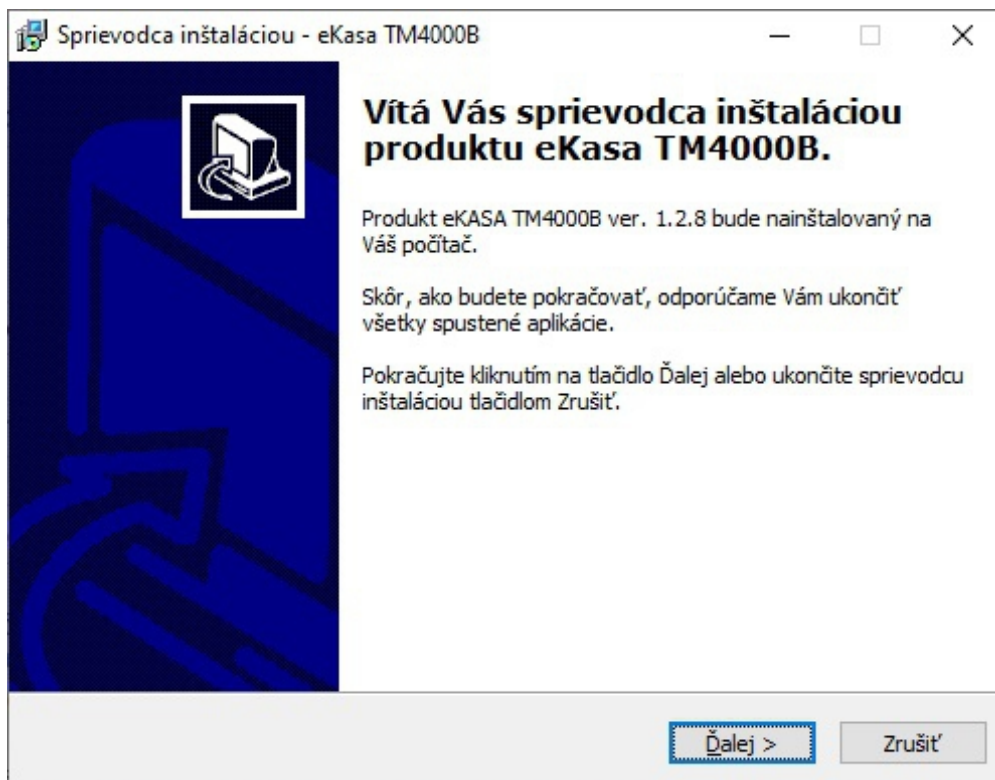 Sprievodca inštaláciou - eKasa TM4000B
Vítá Vás sprievodca inštaláciou
produktu eKasa TM4000B.
Produkt eKASA TM4000B ver. 1.2.8 bude nainštalovaný na
Váš počítač.
Skôr, ako budete pokračovať, odporúčame Vám ukončiť
všetky spustené aplikácie.
Pokračujte kliknutím na tlačidlo Ďalej alebo ukončite sprievodcu
inštaláciou tlačidlom Zrušiť.
Ďalej >
Zrušiť